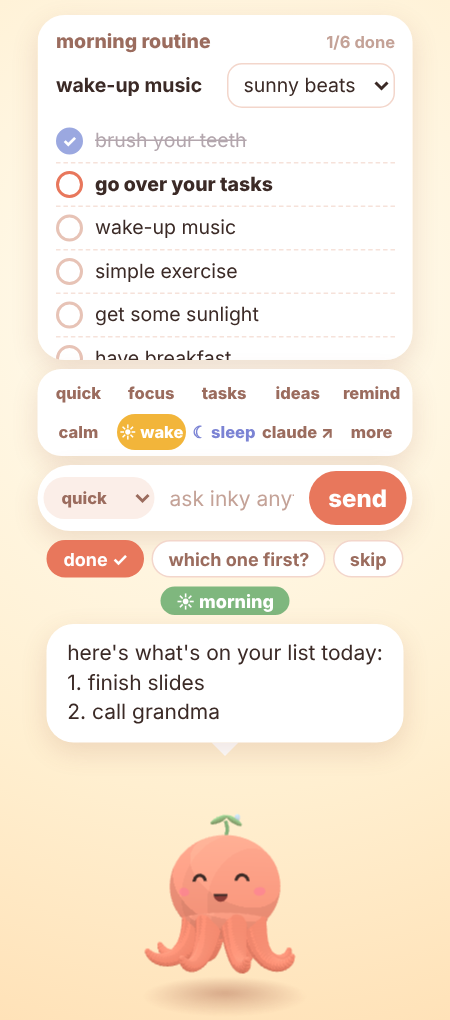 morning routine 1/6 done
wake-up music sunny beats
brush your teeth
go over your tasks
wake-up music
simple exercise
get some sunlight
have breakfast
quick focus tasks ideas remind
calm ☀ wake ☾ sleep claude ↗ more
quick ask inky any send
done ✓ which one first? skip
☀ morning
here's what's on your list today:
1. finish slides
2. call grandma